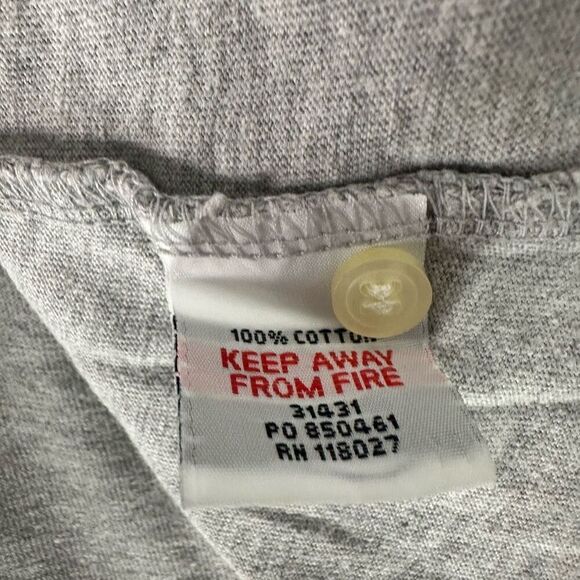 100% COTTON
KEEP AWAY
FROM FIRE
31431
PO 850461
RN 118027